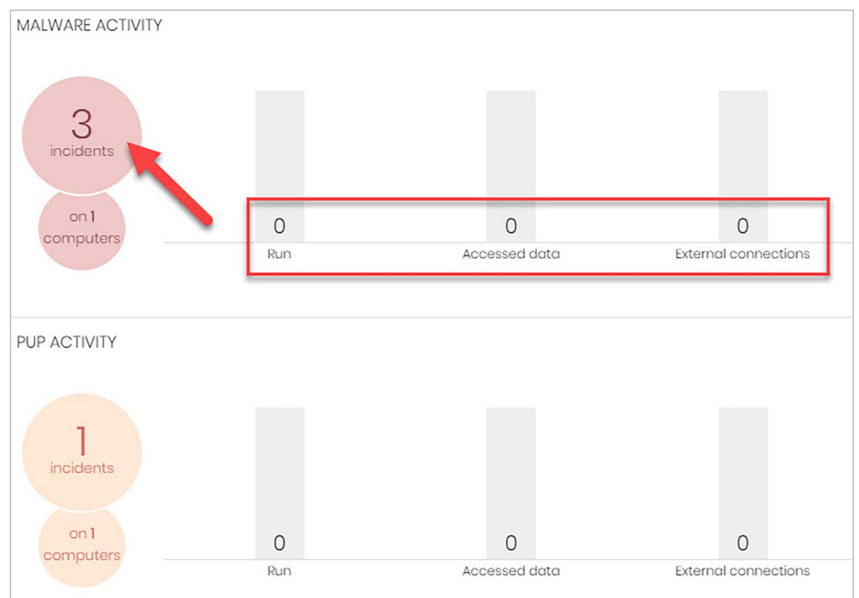 MALWARE ACTIVITY
3
incidents
on 1
computers
0
0
0
Run
Accessed data
External connections
PUP ACTIVITY
1
incidents
on 1
computers
0
0
0
Run
Accessed data
External connections